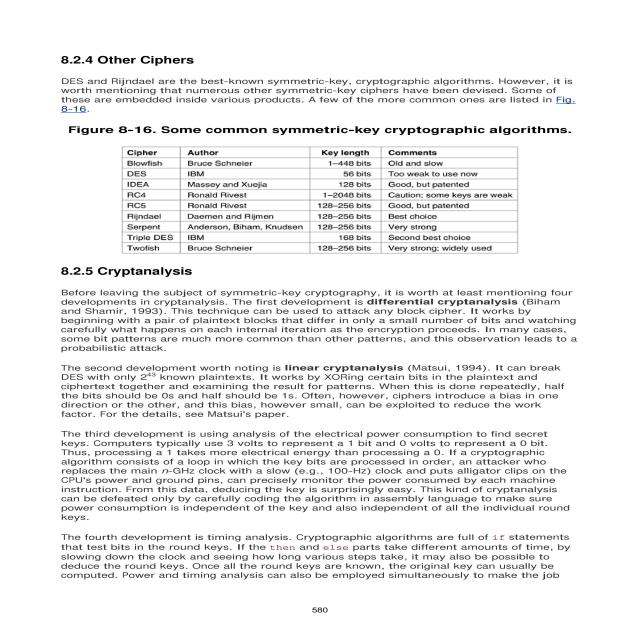 8.2.4 Other Ciphers
DES and Rijndael are the best-known symmetric-key, cryptographic algorithms. However, it is
worth mentioning that numerous other symmetric-key ciphers have been devised. Some of
these are embedded inside various products. A few of the more common ones are listed in Fig.
8-16.
Figure 8-16. Some common symmetric-key cryptographic algorithms.
Cipher Author Key length Comments
Blowfish Bruce Schneier 1–448 bits Old and slow
DES IBM 56 bits Too weak to use now
IDEA Massey and Xuejia 128 bits Good, but patented
RC4 Ronald Rivest 1–2048 bits Caution: some keys are weak
RC5 Ronald Rivest 128–256 bits Good, but patented
Rijndael Daemen and Rijmen 128–256 bits Best choice
Serpent Anderson, Biham, Knudsen 128–256 bits Very strong
Triple DES IBM 168 bits Second best choice
Twofish Bruce Schneier 128–256 bits Very strong; widely used
8.2.5 Cryptanalysis
Before leaving the subject of symmetric-key cryptography, it is worth at least mentioning four
developments in cryptanalysis. The first development is differential cryptanalysis (Biham
and Shamir, 1993). This technique can be used to attack any block cipher. It works by
beginning with a pair of plaintext blocks that differ in only a small number of bits and watching
carefully what happens on each internal iteration as the encryption proceeds. In many cases,
some bit patterns are much more common than other patterns, and this observation leads to a
probabilistic attack.
The second development worth noting is linear cryptanalysis (Matsui, 1994). It can break
DES with only 2^43 known plaintexts. It works by XORing certain bits in the plaintext and
ciphertext together and examining the result for patterns. When this is done repeatedly, half
the bits should be 0s and half should be 1s. Often, however, ciphers introduce a bias in one
direction or the other, and this bias, however small, can be exploited to reduce the work
factor. For the details, see Matsui's paper.
The third development is using analysis of the electrical power consumption to find secret
keys. Computers typically use 3 volts to represent a 1 bit and 0 volts to represent a 0 bit.
Thus, processing a 1 takes more electrical energy than processing a 0. If a cryptographic
algorithm consists of a loop in which the key bits are processed in order, an attacker who
replaces the main n-GHz clock with a slow (e.g., 100-Hz) clock and puts alligator clips on the
CPU's power and ground pins, can precisely monitor the power consumed by each machine
instruction. From this data, deducing the key is surprisingly easy. This kind of cryptanalysis
can be defeated only by carefully coding the algorithm in assembly language to make sure
power consumption is independent of the key and also independent of all the individual round
keys.
The fourth development is timing analysis. Cryptographic algorithms are full of if statements
that test bits in the round keys. If the then and else parts take different amounts of time, by
slowing down the clock and seeing how long various steps take, it may also be possible to
deduce the round keys. Once all the round keys are known, the original key can usually be
computed. Power and timing analysis can also be employed simultaneously to make the job
580